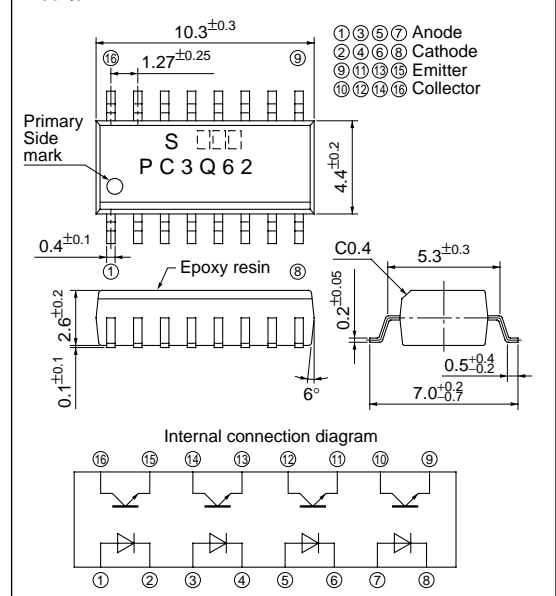 10.3±0.3
⑯ 1.27±0.25 ⑨
①③⑤⑦ Anode
②④⑥⑧ Cathode
⑨⑪⑬⑮ Emitter
⑩⑫⑭⑯ Collector
Primary
Side
mark
S
PC3Q62
4.4±0.2
0.4±0.1
① Epoxy resin ⑧
2.6±0.2
0.1±0.1
6°
C0.4
5.3±0.3
0.2±0.05
0.5+0.4−0.2
7.0+0.2−0.7
Internal connection diagram
⑯ ⑮ ⑭ ⑬ ⑫ ⑪ ⑩ ⑨
① ② ③ ④ ⑤ ⑥ ⑦ ⑧